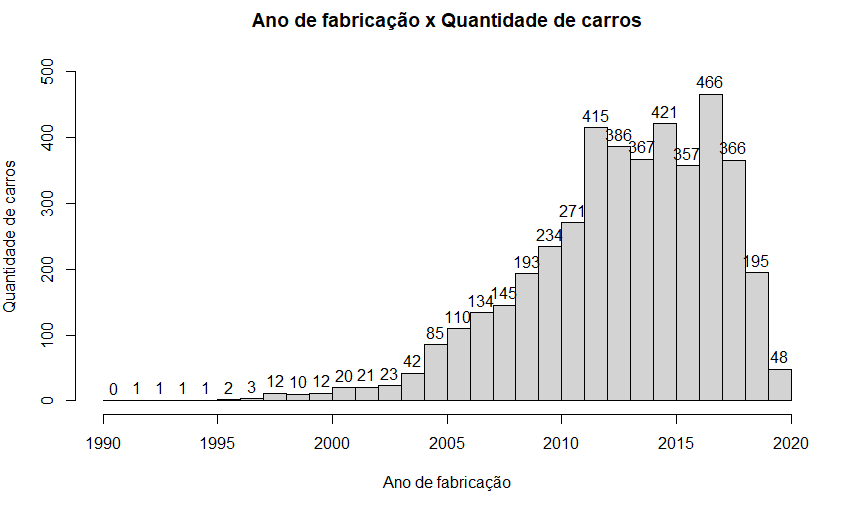 Ano de fabricação x Quantidade de carros
Quantidade de carros
500
400
300
200
100
0
0 1 1 1 1 2 3 12 10 12 20 21 23 42 85 110 134 145 193 234 271 415 386 367 421 357 466 366 195 48
1990 1995 2000 2005 2010 2015 2020
Ano de fabricação